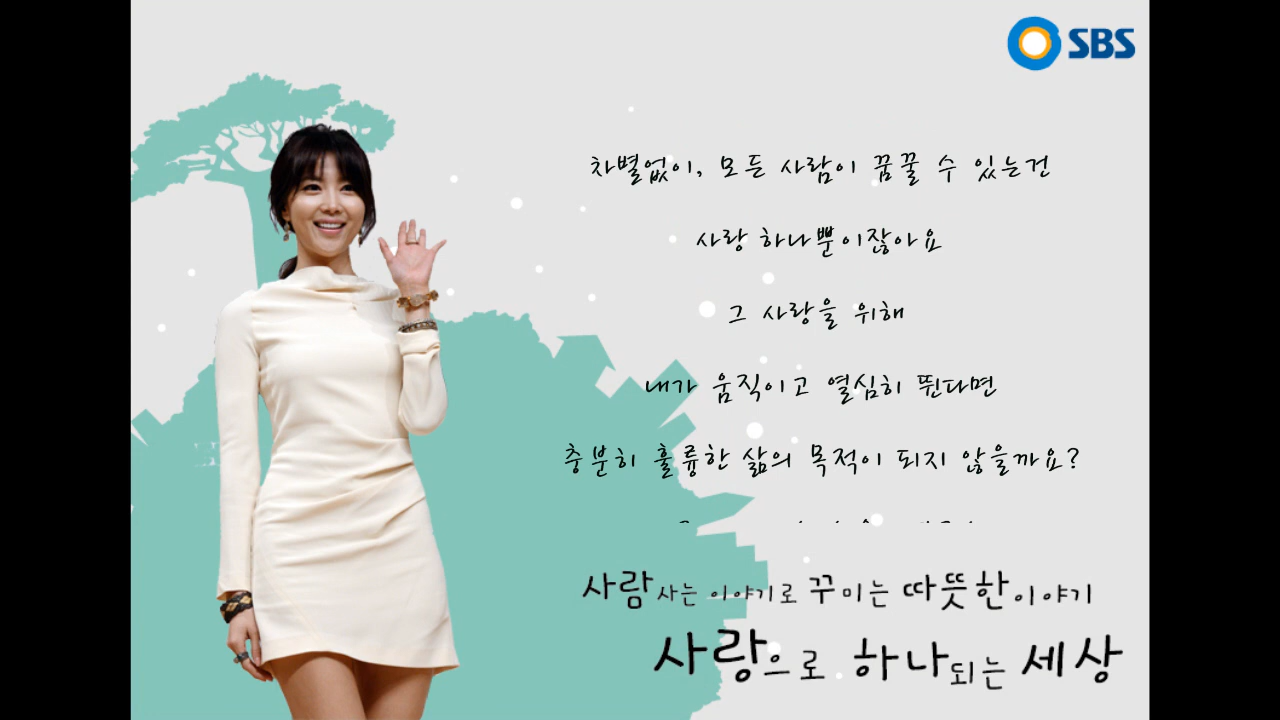 SBS
차별없이, 모든 사람이 꿈꿀 수 있는건
사랑 하나뿐이잖아요
그 사랑을 위해
내가 움직이고 열심히 뛴다면
충분히 훌륭한 삶의 목적이 되지 않을까요?
사람 사는 이야기로 꾸미는 따뜻한 이야기
사랑으로 하나되는 세상